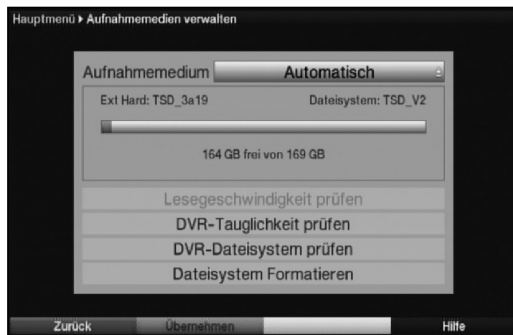 Hauptmenü ▸ Aufnahmemedien verwalten
Aufnahmemedium Automatisch
Ext Hard: TSD_3a19 Dateisystem: TSD_V2
164 GB frei von 169 GB
Lesegeschwindigkeit prüfen
DVR-Tauglichkeit prüfen
DVR-Dateisystem prüfen
Dateisystem Formatieren
Zurück Übernehmen Hilfe